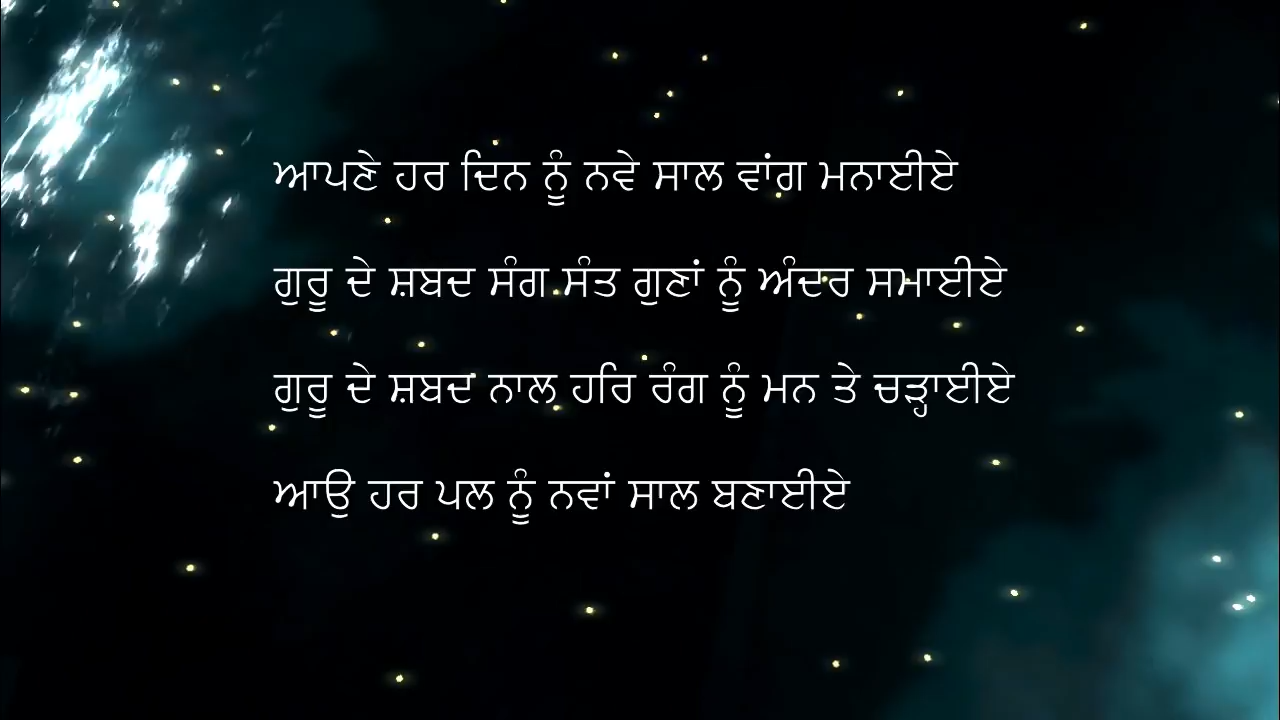 ਆਪਣੇ ਹਰ ਦਿਨ ਨੂੰ ਨਵੇ ਸਾਲ ਵਾਂਗ ਮਨਾਈਏ
ਗੁਰੂ ਦੇ ਸ਼ਬਦ ਸੰਗ ਸੰਤ ਗੁਣਾਂ ਨੂੰ ਅੰਦਰ ਸਮਾਈਏ
ਗੁਰੂ ਦੇ ਸ਼ਬਦ ਨਾਲ ਹਰਿ ਰੰਗ ਨੂੰ ਮਨ ਤੇ ਚੜ੍ਹਾਈਏ
ਆਉ ਹਰ ਪਲ ਨੂੰ ਨਵਾਂ ਸਾਲ ਬਣਾਈਏ